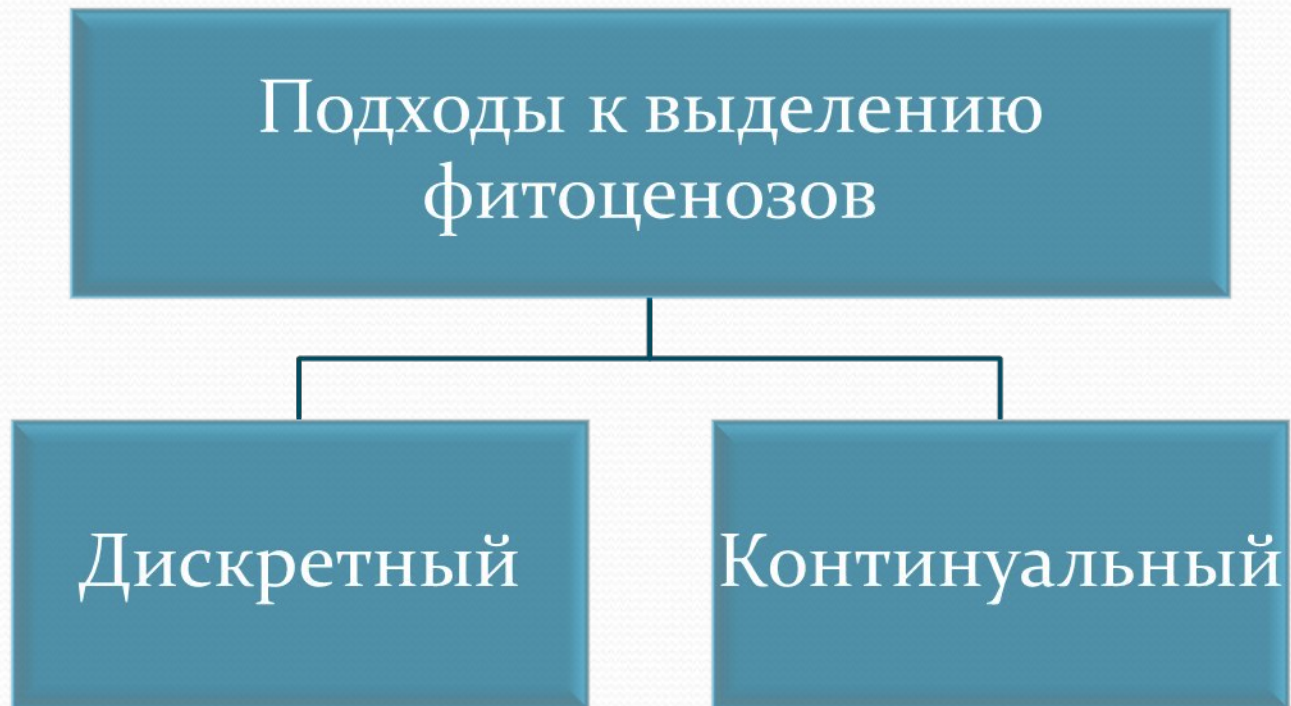 Подходы к выделению
фитоценозов
Дискретный
Континуальный